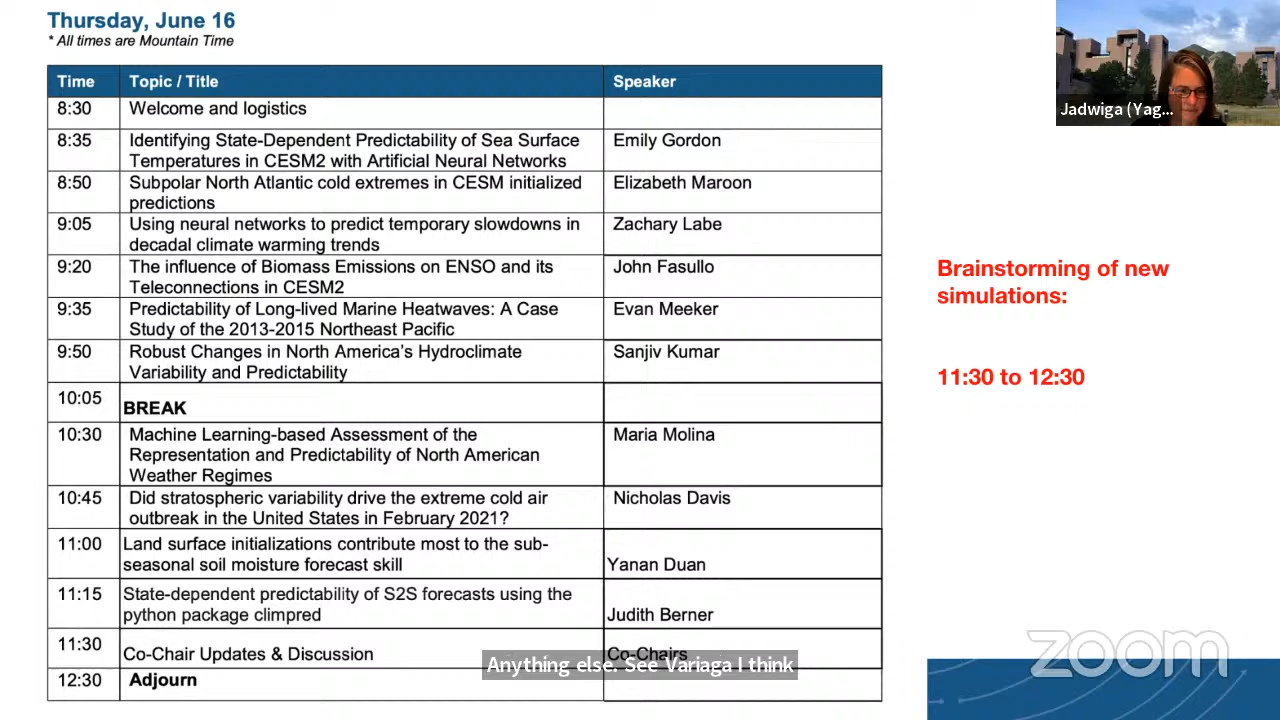 Thursday, June 16
* All times are Mountain Time
Time Topic / Title Speaker
8:30 Welcome and logistics
8:35 Identifying State-Dependent Predictability of Sea Surface Emily Gordon
Temperatures in CESM2 with Artificial Neural Networks
8:50 Subpolar North Atlantic cold extremes in CESM initialized Elizabeth Maroon
predictions
9:05 Using neural networks to predict temporary slowdowns in Zachary Labe
decadal climate warming trends
9:20 The influence of Biomass Emissions on ENSO and its John Fasullo
Teleconnections in CESM2
9:35 Predictability of Long-lived Marine Heatwaves: A Case Evan Meeker
Study of the 2013-2015 Northeast Pacific
9:50 Robust Changes in North America's Hydroclimate Sanjiv Kumar
Variability and Predictability
10:05 BREAK
10:30 Machine Learning-based Assessment of the Maria Molina
Representation and Predictability of North American
Weather Regimes
10:45 Did stratospheric variability drive the extreme cold air Nicholas Davis
outbreak in the United States in February 2021?
11:00 Land surface initializations contribute most to the sub-
seasonal soil moisture forecast skill Yanan Duan
11:15 State-dependent predictability of S2S forecasts using the
python package climpred Judith Berner
11:30 Co-Chair Updates & Discussion Co-Chairs
12:30 Adjourn
Jadwiga (Yag...
Brainstorming of new
simulations:
11:30 to 12:30
zoom
Anything else. See Variaga I think